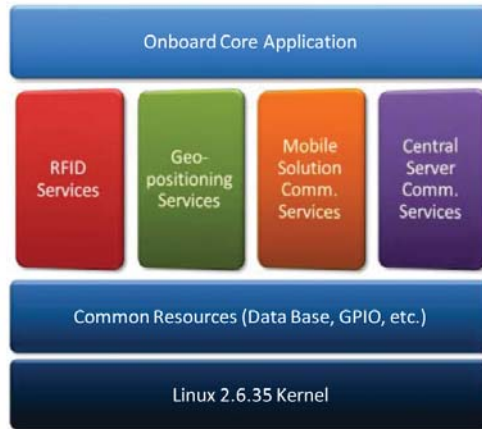 Onboard Core Application
RFID
Services
Geo-
positioning
Services
Mobile
Solution
Comm.
Services
Central
Server
Comm.
Services
Common Resources (Data Base, GPIO, etc.)
Linux 2.6.35 Kernel